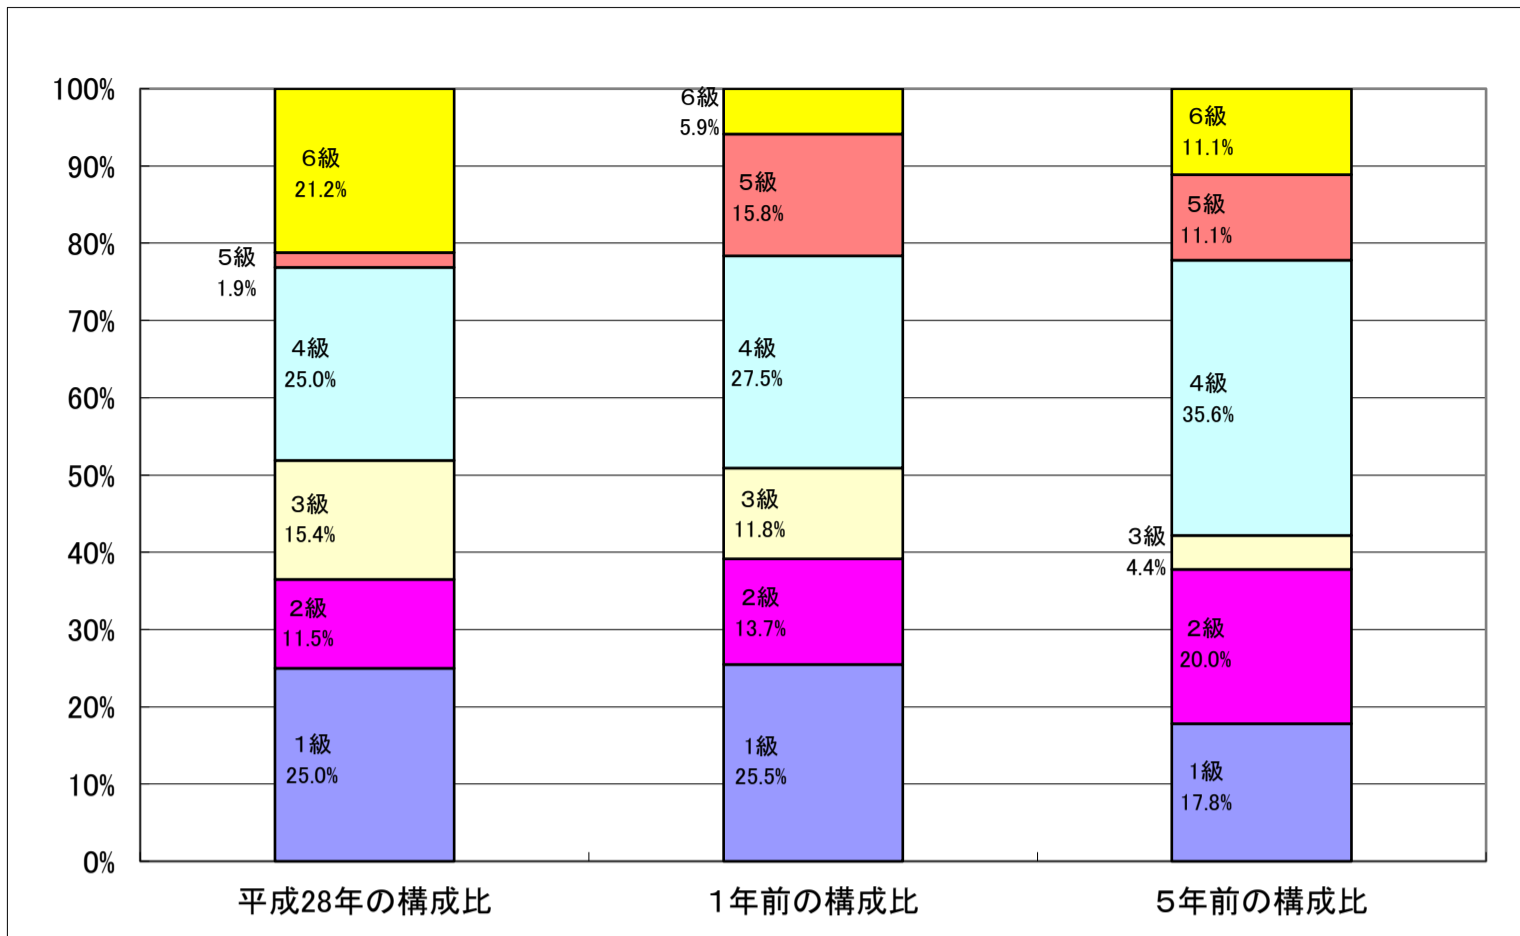 100%
90%
80%
70%
60%
50%
40%
30%
20%
10%
0%
６級
21.2%
５級
1.9%
４級
25.0%
３級
15.4%
２級
11.5%
１級
25.0%
６級
5.9%
５級
15.8%
４級
27.5%
３級
11.8%
２級
13.7%
１級
25.5%
６級
11.1%
５級
11.1%
４級
35.6%
３級
4.4%
２級
20.0%
１級
17.8%
平成28年の構成比
１年前の構成比
５年前の構成比